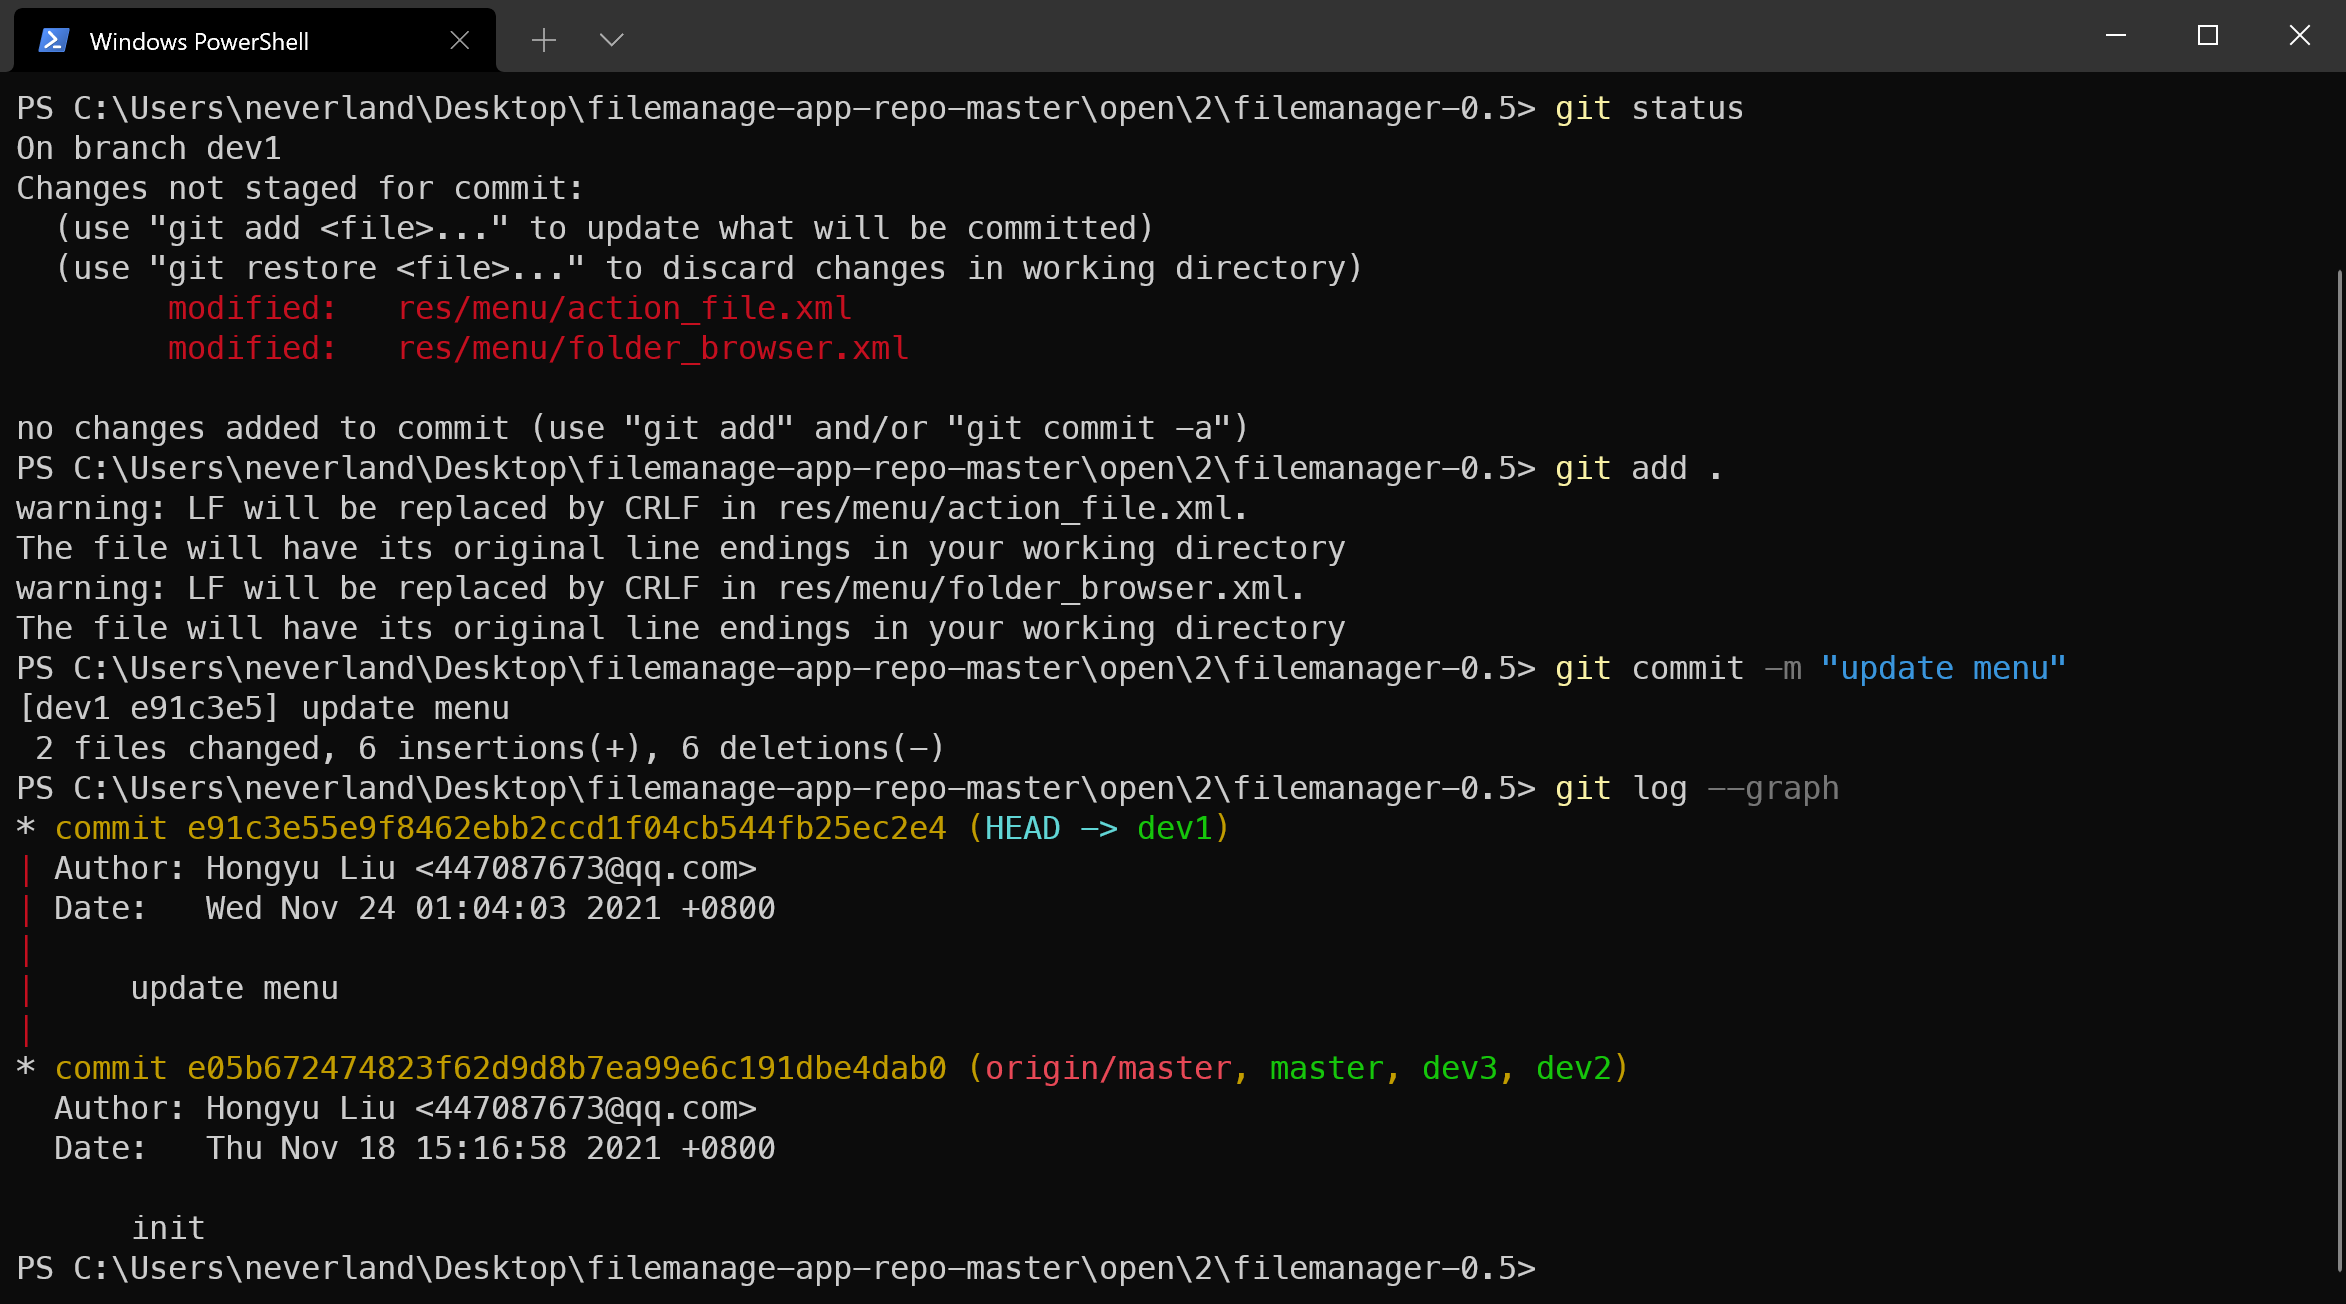 Windows PowerShell
PS C:\Users\neverland\Desktop\filemanage-app-repo-master\open\2\filemanager-0.5> git status
On branch dev1
Changes not staged for commit:
  (use "git add <file>..." to update what will be committed)
  (use "git restore <file>..." to discard changes in working directory)
        modified:   res/menu/action_file.xml
        modified:   res/menu/folder_browser.xml

no changes added to commit (use "git add" and/or "git commit -a")
PS C:\Users\neverland\Desktop\filemanage-app-repo-master\open\2\filemanager-0.5> git add .
warning: LF will be replaced by CRLF in res/menu/action_file.xml.
The file will have its original line endings in your working directory
warning: LF will be replaced by CRLF in res/menu/folder_browser.xml.
The file will have its original line endings in your working directory
PS C:\Users\neverland\Desktop\filemanage-app-repo-master\open\2\filemanager-0.5> git commit -m "update menu"
[dev1 e91c3e5] update menu
 2 files changed, 6 insertions(+), 6 deletions(-)
PS C:\Users\neverland\Desktop\filemanage-app-repo-master\open\2\filemanager-0.5> git log --graph
* commit e91c3e55e9f8462ebb2ccd1f04cb544fb25ec2e4 (HEAD -> dev1)
| Author: Hongyu Liu <447087673@qq.com>
| Date:   Wed Nov 24 01:04:03 2021 +0800
|
|     update menu
|
* commit e05b672474823f62d9d8b7ea99e6c191dbe4dab0 (origin/master, master, dev3, dev2)
  Author: Hongyu Liu <447087673@qq.com>
  Date:   Thu Nov 18 15:16:58 2021 +0800

      init
PS C:\Users\neverland\Desktop\filemanage-app-repo-master\open\2\filemanager-0.5>